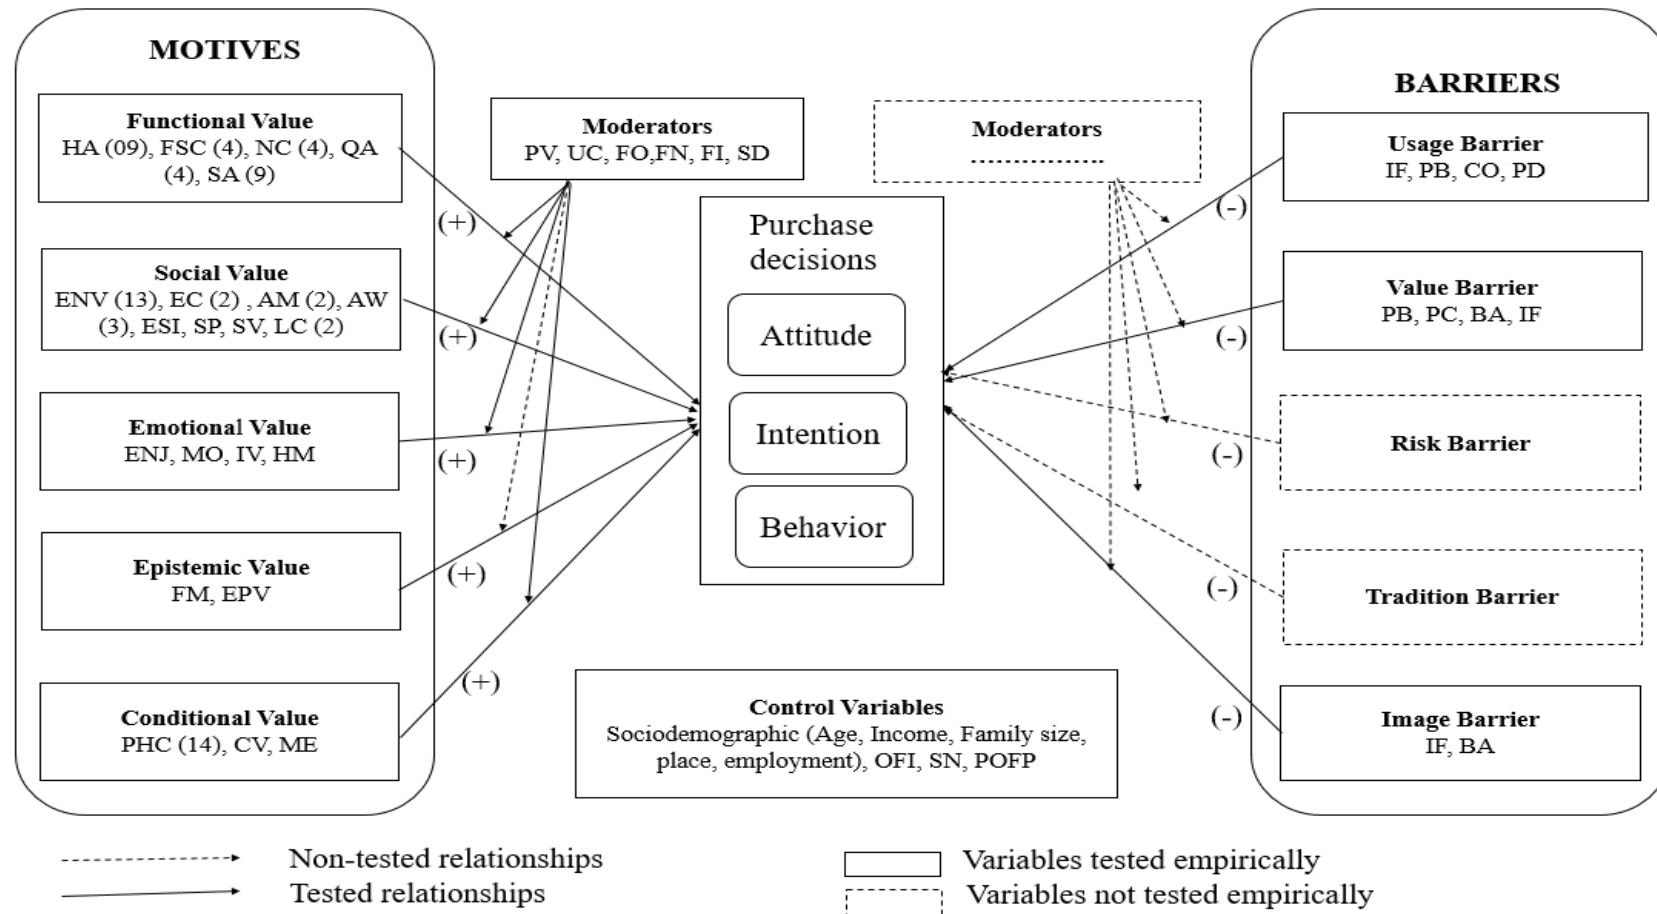 MOTIVES
Functional Value
HA (09), FSC (4), NC (4), QA
(4), SA (9)
Social Value
ENV (13), EC (2) , AM (2), AW
(3), ESI, SP, SV, LC (2)
Emotional Value
ENJ, MO, IV, HM
Epistemic Value
FM, EPV
Conditional Value
PHC (14), CV, ME
(+)
(+)
(+)
(+)
(+)
Moderators
PV, UC, FO,FN, FI, SD
Moderators
...............
Purchase
decisions
Attitude
Intention
Behavior
Control Variables
Sociodemographic (Age, Income, Family size,
place, employment), OFI, SN, POFP
(-)
(-)
(-)
(-)
(-)
BARRIERS
Usage Barrier
IF, PB, CO, PD
Value Barrier
PB, PC, BA, IF
Risk Barrier
Tradition Barrier
Image Barrier
IF, BA
Non-tested relationships
Tested relationships
Variables tested empirically
Variables not tested empirically